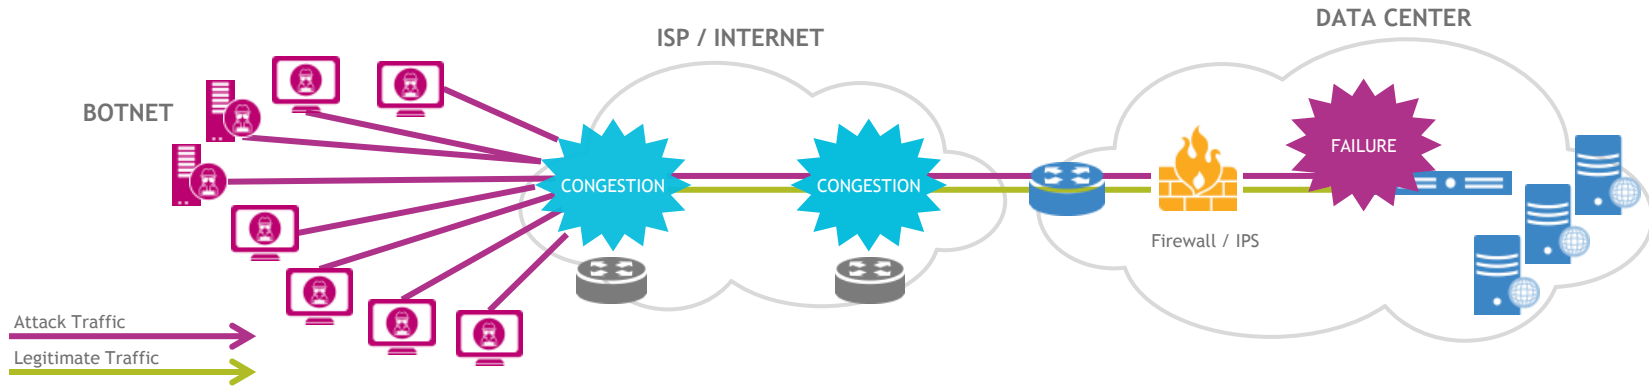 DATA CENTER
ISP / INTERNET
BOTNET
FAILURE
CONGESTION
CONGESTION
Firewall / IPS
Attack Traffic
Legitimate Traffic